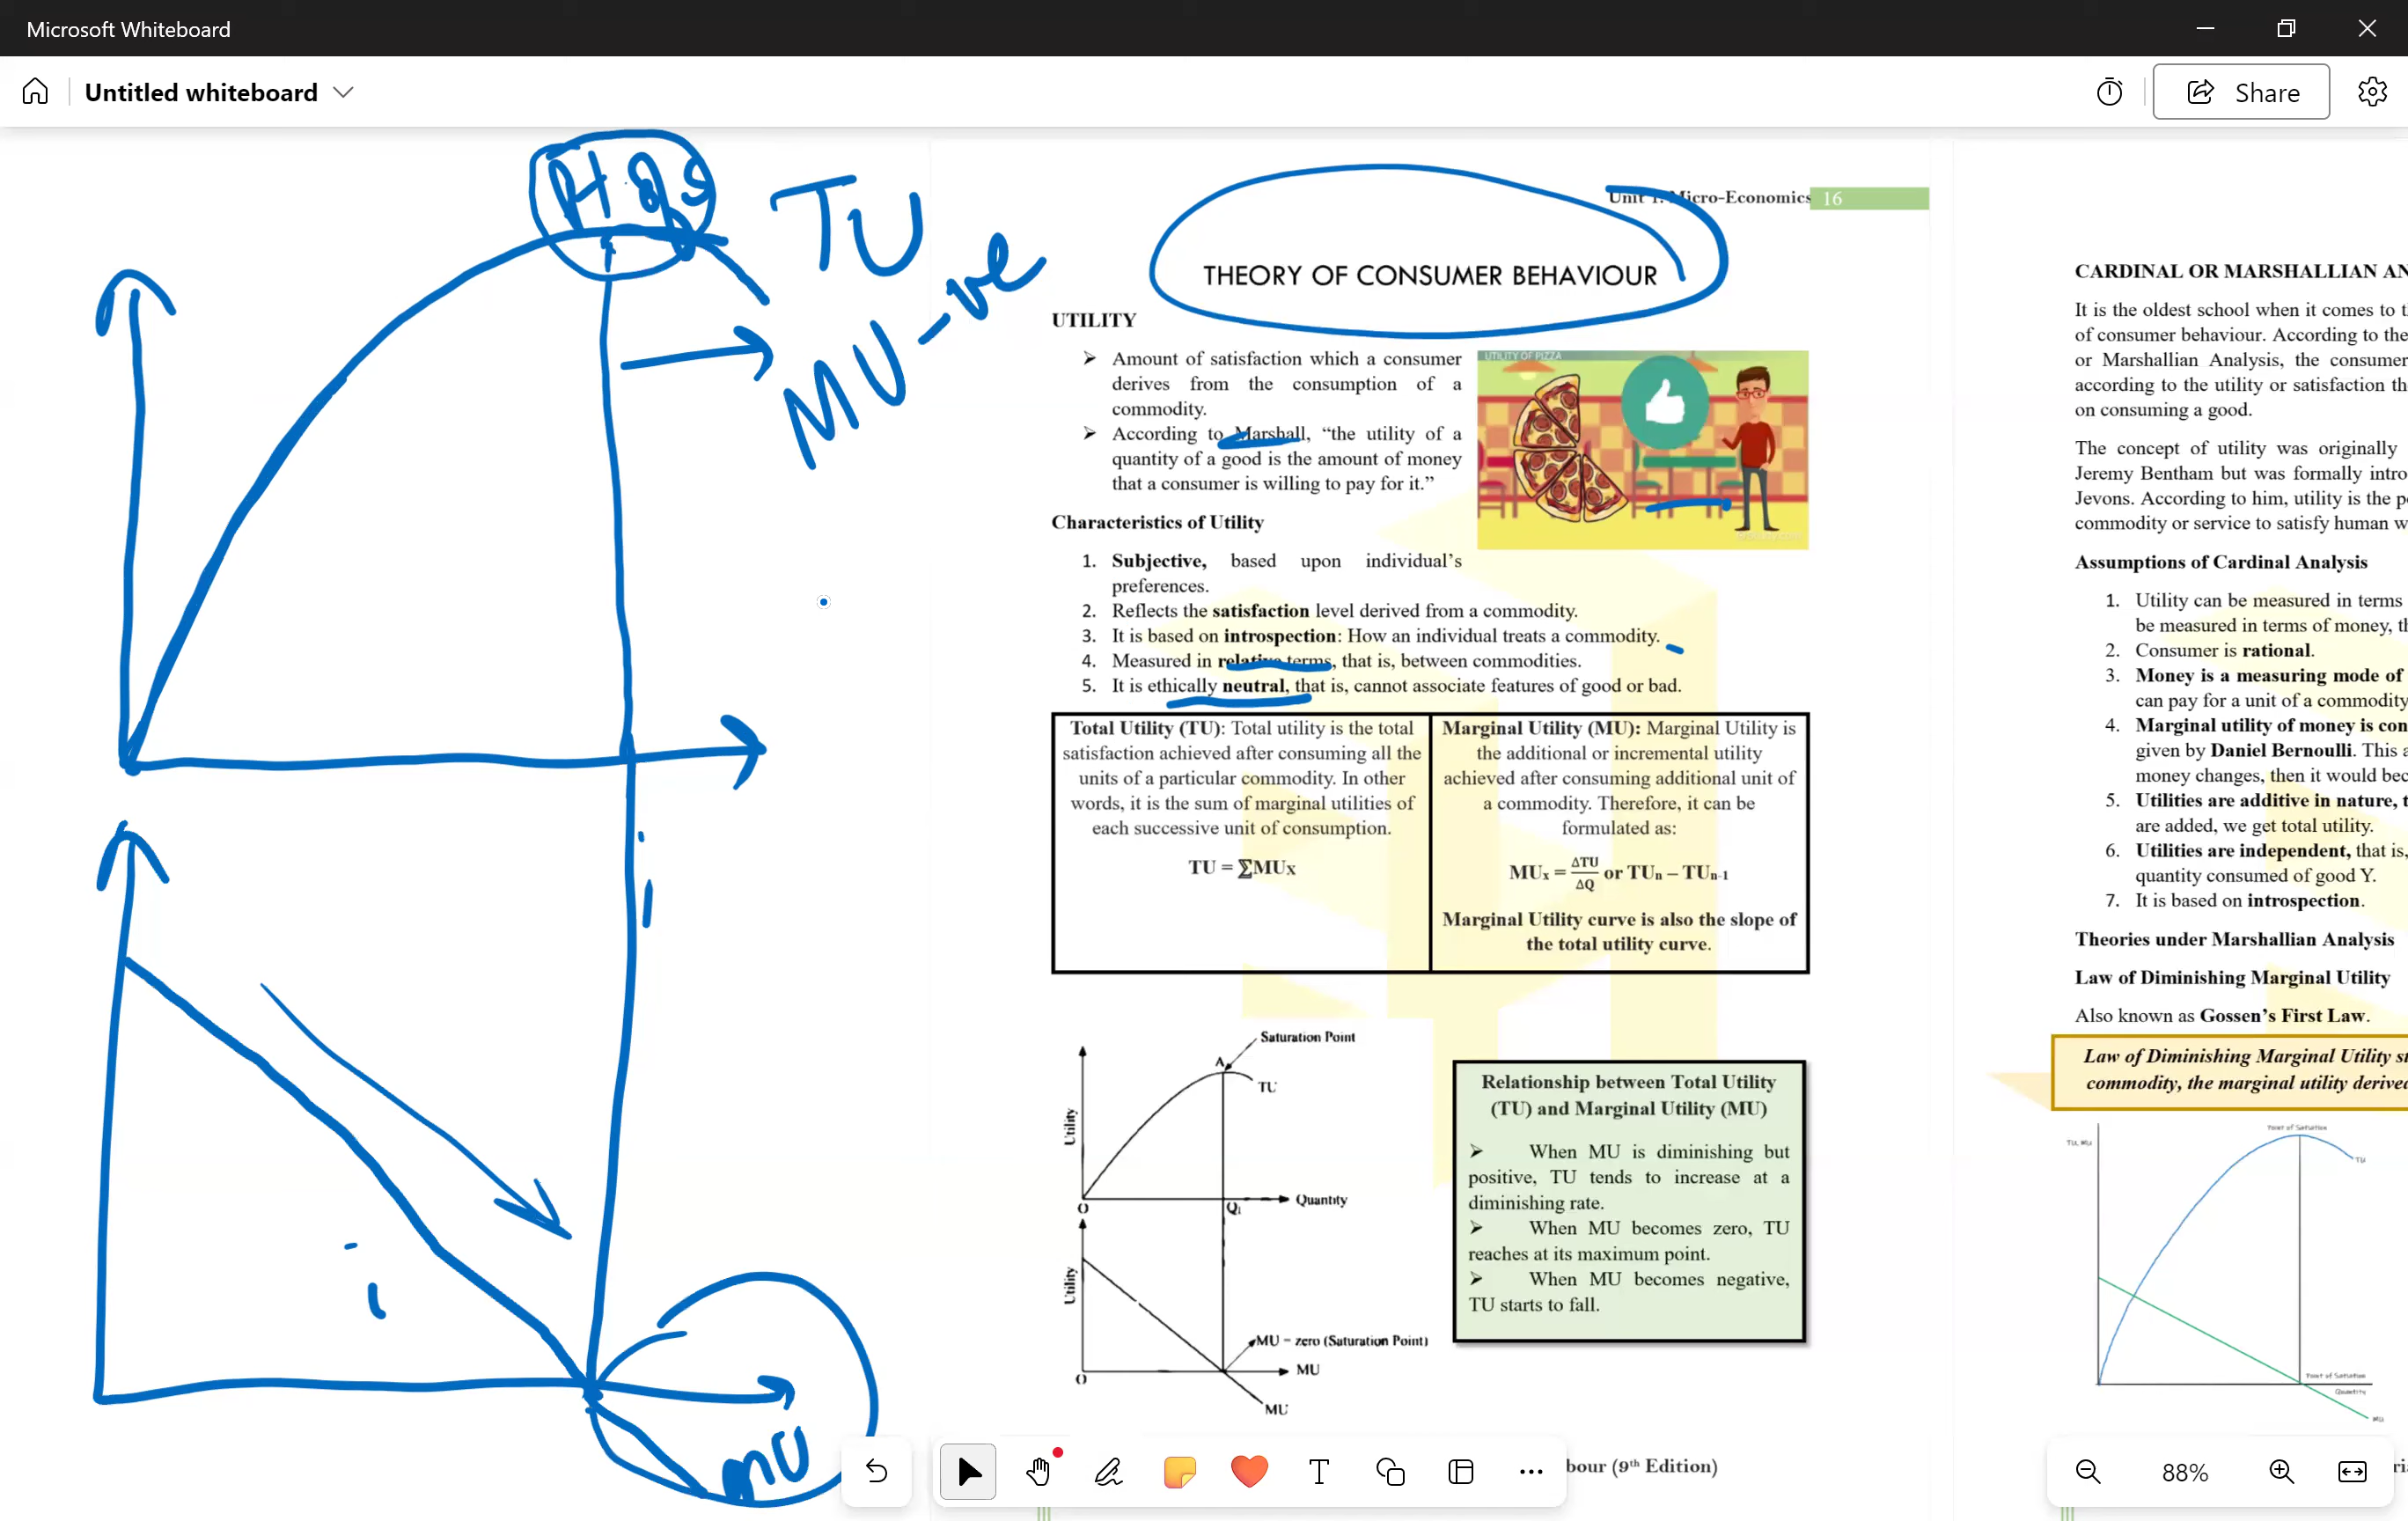 Microsoft Whiteboard
Untitled whiteboard
Share
TU
MU -ve
MU
Unit 1: Micro-Economics 16
THEORY OF CONSUMER BEHAVIOUR
UTILITY
➢ Amount of satisfaction which a consumer
derives from the consumption of a
commodity.
➢ According to Marshall, “the utility of a
quantity of a good is the amount of money
that a consumer is willing to pay for it.”
UTILITY OF PIZZA
Characteristics of Utility
1. Subjective, based upon individual’s
preferences.
2. Reflects the satisfaction level derived from a commodity.
3. It is based on introspection: How an individual treats a commodity.
4. Measured in relative terms, that is, between commodities.
5. It is ethically neutral, that is, cannot associate features of good or bad.
Total Utility (TU): Total utility is the total
satisfaction achieved after consuming all the
units of a particular commodity. In other
words, it is the sum of marginal utilities of
each successive unit of consumption.
TU = ∑MUX
Marginal Utility (MU): Marginal Utility is
the additional or incremental utility
achieved after consuming additional unit of
a commodity. Therefore, it can be
formulated as:
MUx = ΔTU/ΔQ or TUn – TUn-1
Marginal Utility curve is also the slope of
the total utility curve.
Saturation Point
A
TU
Utility
O
Q1
Quantity
Utility
MU = zero (Saturation Point)
O
MU
MU
Relationship between Total Utility
(TU) and Marginal Utility (MU)
➢ When MU is diminishing but
positive, TU tends to increase at a
diminishing rate.
➢ When MU becomes zero, TU
reaches at its maximum point.
➢ When MU becomes negative,
TU starts to fall.
bour (9th Edition)
CARDINAL OR MARSHALLIAN AN
It is the oldest school when it comes to t
of consumer behaviour. According to the
or Marshallian Analysis, the consumer
according to the utility or satisfaction th
on consuming a good.
The concept of utility was originally
Jeremy Bentham but was formally intro
Jevons. According to him, utility is the p
commodity or service to satisfy human w
Assumptions of Cardinal Analysis
1. Utility can be measured in terms
be measured in terms of money, th
2. Consumer is rational.
3. Money is a measuring mode of
can pay for a unit of a commodity
4. Marginal utility of money is con
given by Daniel Bernoulli. This a
money changes, then it would bec
5. Utilities are additive in nature, t
are added, we get total utility.
6. Utilities are independent, that is,
quantity consumed of good Y.
7. It is based on introspection.
Theories under Marshallian Analysis
Law of Diminishing Marginal Utility
Also known as Gossen’s First Law.
Law of Diminishing Marginal Utility st
commodity, the marginal utility derived
TU, MU
Point of Satiation
TU
Point of Satiation
Quantity
MU
88%